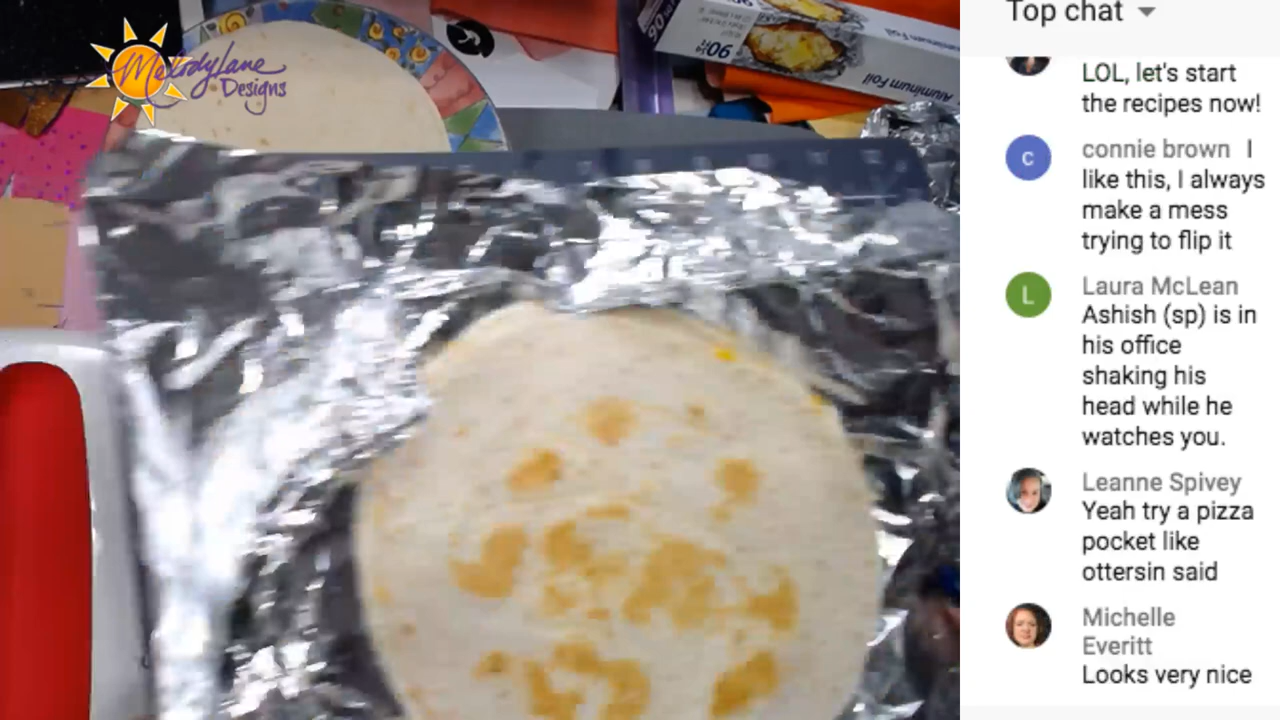 MelodyLane
Designs
90%
90%
Aluminum Foil
Top chat
LOL, let's start
the recipes now!
c
connie brown I
like this, I always
make a mess
trying to flip it
L
Laura McLean
Ashish (sp) is in
his office
shaking his
head while he
watches you.
Leanne Spivey
Yeah try a pizza
pocket like
ottersin said
Michelle
Everitt
Looks very nice